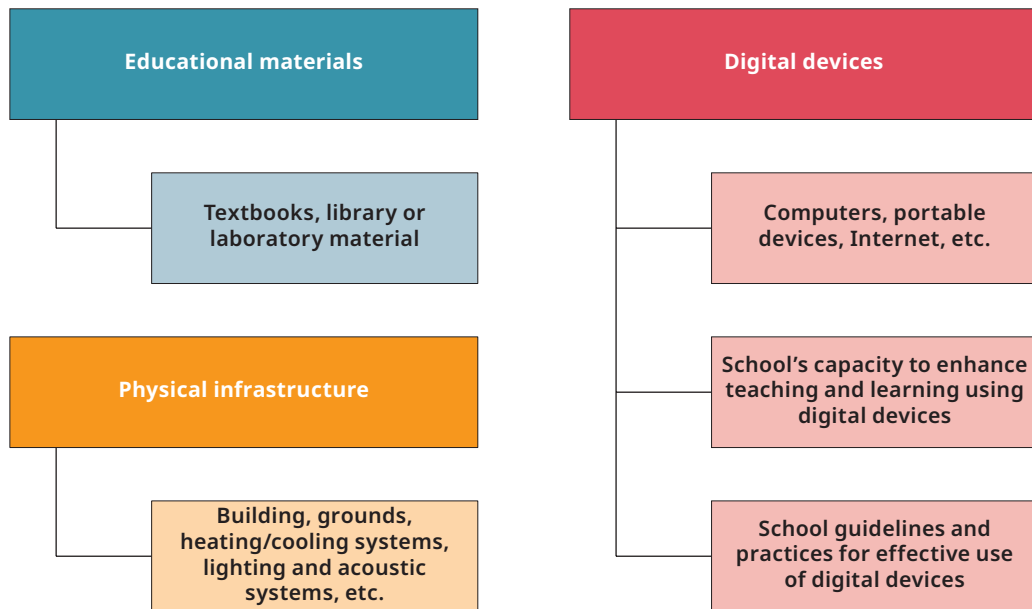 Educational materials
Textbooks, library or
laboratory material
Physical infrastructure
Building, grounds,
heating/cooling systems,
lighting and acoustic
systems, etc.
Digital devices
Computers, portable
devices, Internet, etc.
School’s capacity to enhance
teaching and learning using
digital devices
School guidelines and
practices for effective use
of digital devices